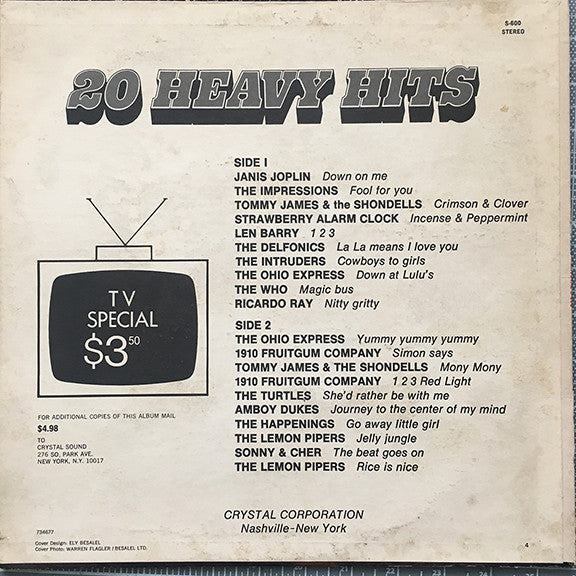 S-600
STEREO
20 HEAVY HITS
SIDE I
JANIS JOPLIN Down on me
THE IMPRESSIONS Fool for you
TOMMY JAMES & the SHONDELLS Crimson & Clover
STRAWBERRY ALARM CLOCK Incense & Peppermint
LEN BARRY 1 2 3
THE DELFONICS La La means I love you
THE INTRUDERS Cowboys to girls
THE OHIO EXPRESS Down at Lulu's
THE WHO Magic bus
RICARDO RAY Nitty gritty
SIDE 2
THE OHIO EXPRESS Yummy yummy yummy
1910 FRUITGUM COMPANY Simon says
TOMMY JAMES & THE SHONDELLS Mony Mony
1910 FRUITGUM COMPANY 1 2 3 Red Light
THE TURTLES She'd rather be with me
AMBOY DUKES Journey to the center of my mind
THE HAPPENINGS Go away little girl
THE LEMON PIPERS Jelly jungle
SONNY & CHER The beat goes on
THE LEMON PIPERS Rice is nice
TV
SPECIAL
$3 50
FOR ADDITIONAL COPIES OF THIS ALBUM MAIL
$4.98
TO
CRYSTAL SOUND
276 SO. PARK AVE.
NEW YORK, N.Y. 10017
CRYSTAL CORPORATION
Nashville-New York
734677
Cover Design: ELY BESALEL
Cover Photo: WARREN FLAGLER / BESALEL LTD.
4